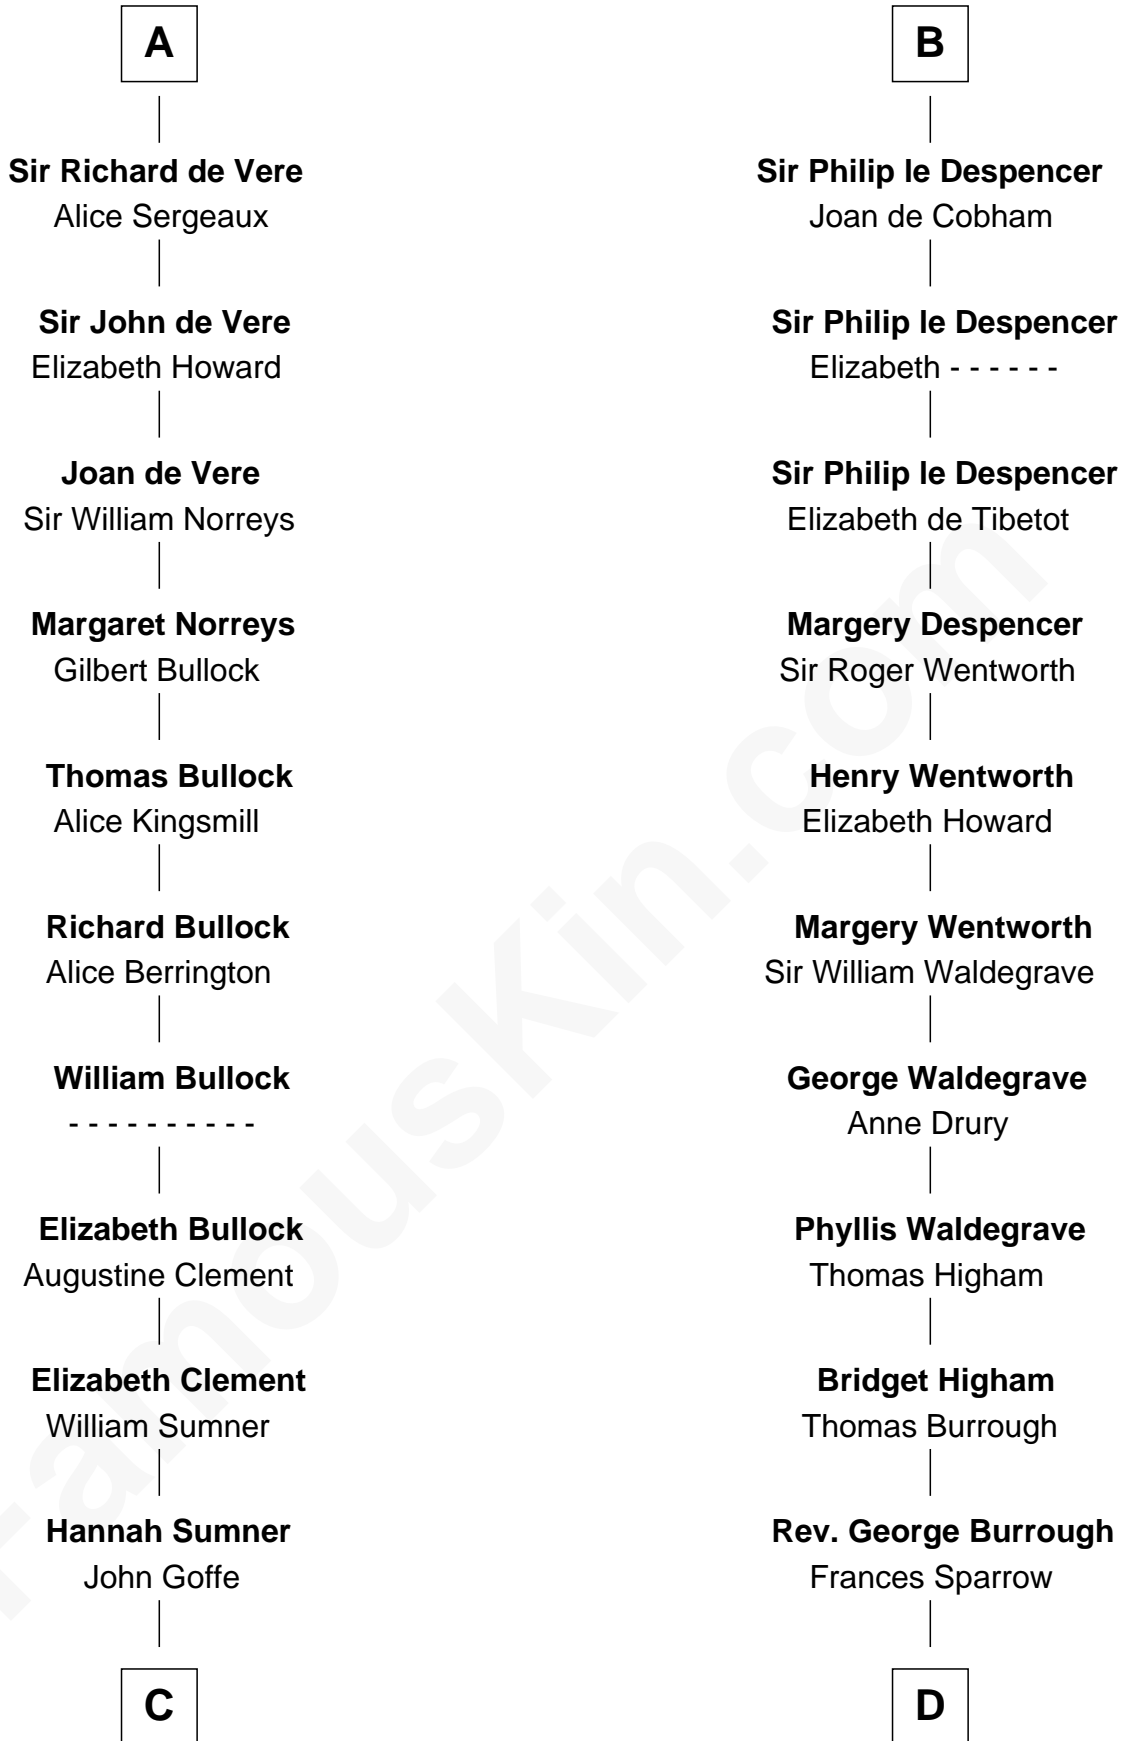 A
Sir Richard de Vere
Alice Sergeaux
Sir John de Vere
Elizabeth Howard
Joan de Vere
Sir William Norreys
Margaret Norreys
Gilbert Bullock
Thomas Bullock
Alice Kingsmill
Richard Bullock
Alice Berrington
William Bullock
- - - - - - - - - -
Elizabeth Bullock
Augustine Clement
Elizabeth Clement
William Sumner
Hannah Sumner
John Goffe
C
B
Sir Philip le Despencer
Joan de Cobham
Sir Philip le Despencer
Elizabeth - - - - - -
Sir Philip le Despencer
Elizabeth de Tibetot
Margery Despencer
Sir Roger Wentworth
Henry Wentworth
Elizabeth Howard
Margery Wentworth
Sir William Waldegrave
George Waldegrave
Anne Drury
Phyllis Waldegrave
Thomas Higham
Bridget Higham
Thomas Burrough
Rev. George Burrough
Frances Sparrow
D
FamousKin.com